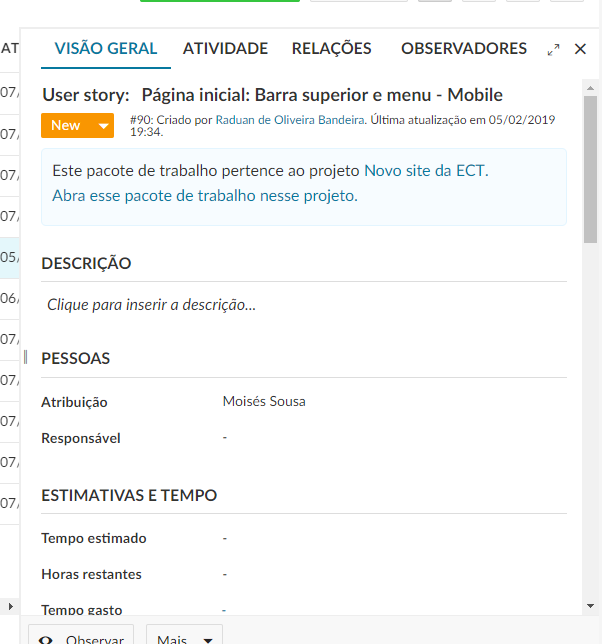 AT
VISÃO GERAL ATIVIDADE RELAÇÕES OBSERVADORES
User story: Página inicial: Barra superior e menu - Mobile
New
#90: Criado por Raduan de Oliveira Bandeira. Última atualização em 05/02/2019
19:34.
Este pacote de trabalho pertence ao projeto Novo site da ECT.
Abra esse pacote de trabalho nesse projeto.
DESCRIÇÃO
Clique para inserir a descrição...
PESSOAS
Atribuição Moisés Sousa
Responsável -
ESTIMATIVAS E TEMPO
Tempo estimado -
Horas restantes -
Tempo gasto -
Observar Mais
07/
07/
07/
07/
05/
06/
07/
07/
07/
07/
07/